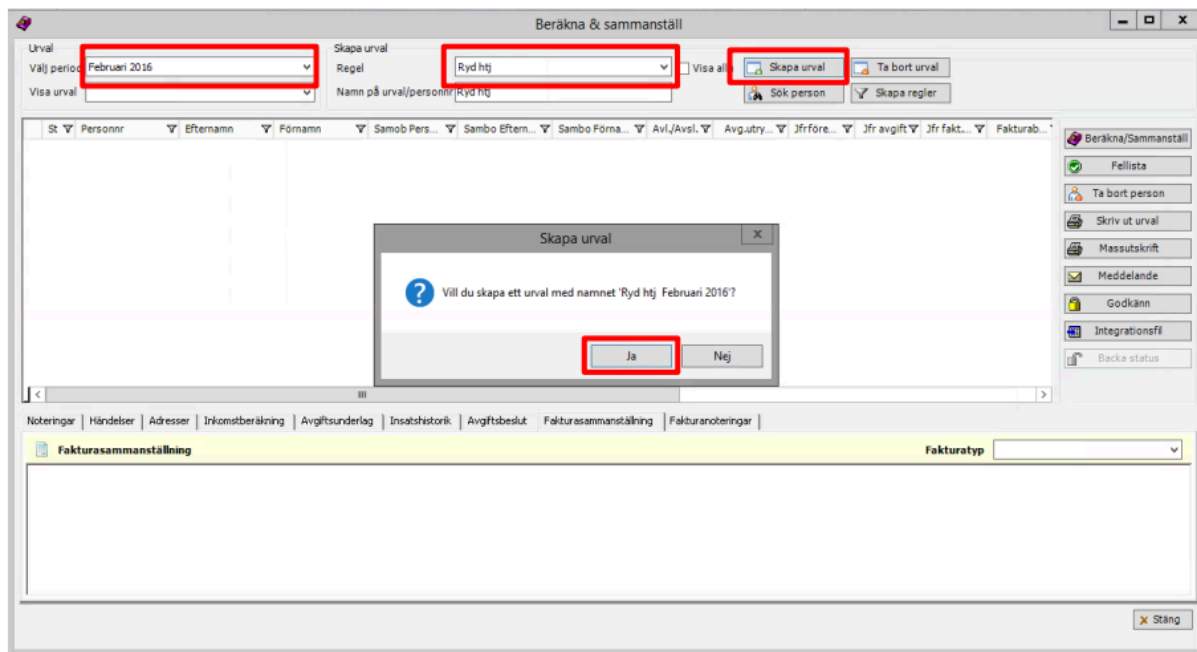 Beräkna & sammanställ
Urval
Skapa urval
Välj period Februari 2016
Regel Ryd htj Visa alla Skapa urval Ta bort urval
Visa urval
Namn på urval/personnr Ryd htj Sök person Skapa regler
St Personnr Efternamn Förnamn Samob Pers... Sambo Eftern... Sambo Förna... Avl./Avsl. Avg.utry... Jfr före... Jfr avgift Jfr fakt.... Fakturab...
Beräkna/Sammanställ
Fellista
Ta bort person
Skriv ut urval
Massutskrift
Meddelande
Godkänn
Integrationsfil
Backa status
Skapa urval
Vill du skapa ett urval med namnet 'Ryd htj Februari 2016'?
Ja Nej
Noteringar Händelser Adresser Inkomstberäkning Avgiftsunderlag Insatshistorik Avgiftsbeslut Fakturasammanställning Fakturanoteringar
Fakturasammanställning Fakturatyp
Stäng